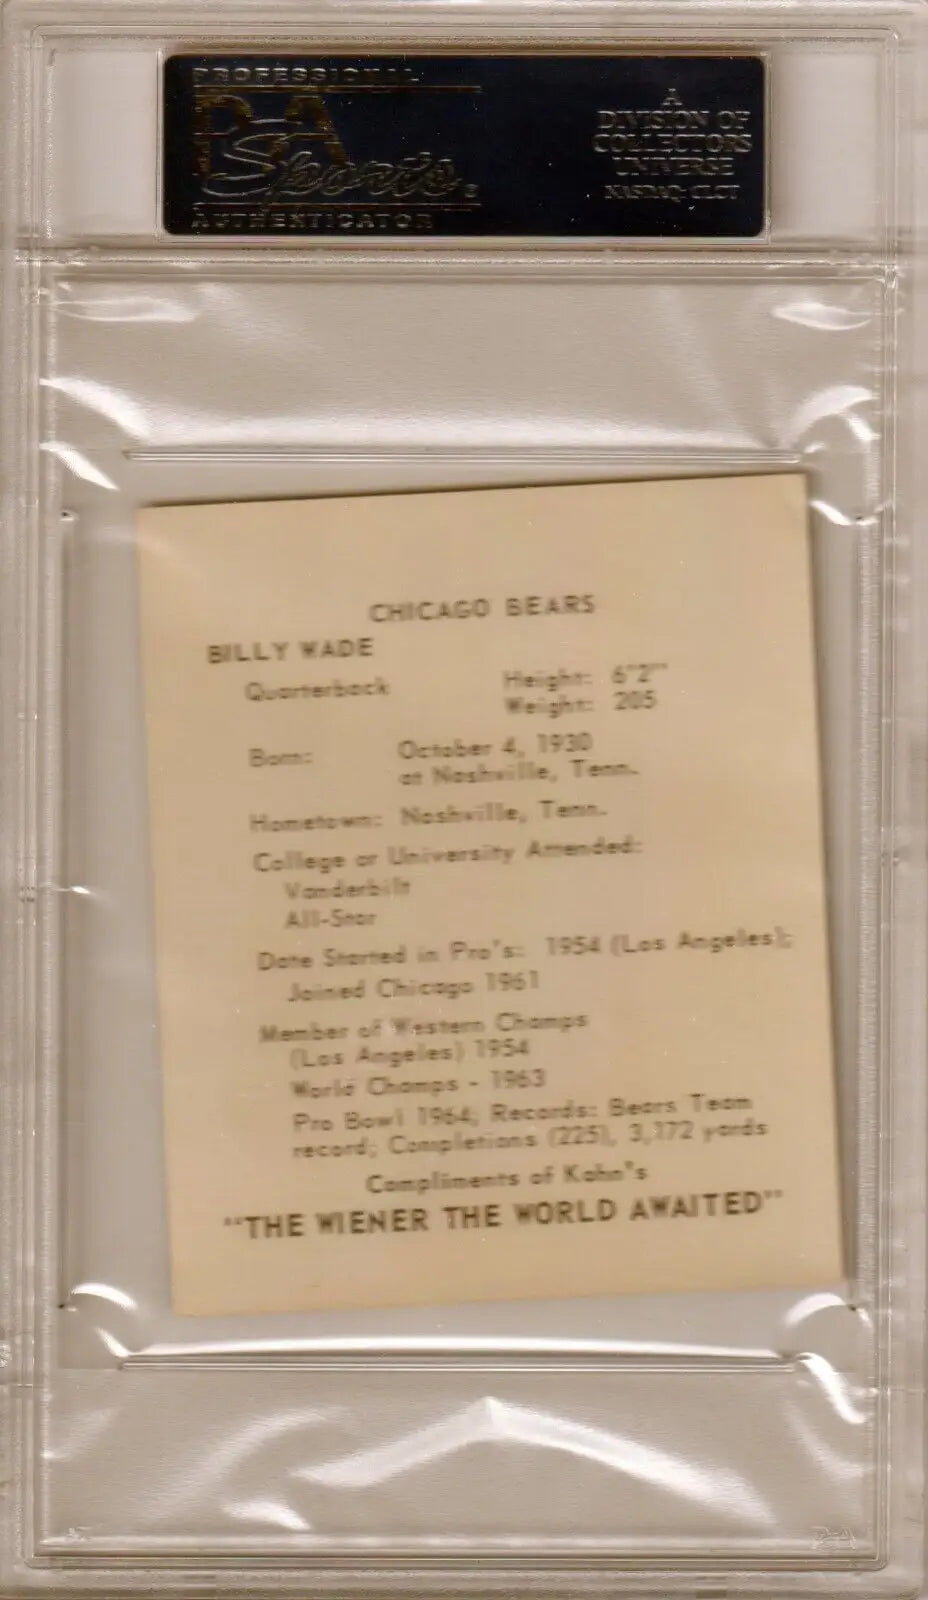 PROFESSIONAL
PSA
Sports
AUTHENTICATOR
A
DIVISION OF
COLLECTORS
UNIVERSE
NASDAQ: CLCT
CHICAGO BEARS
BILLY WADE
Quarterback Height: 6'2"
Weight: 205
Born: October 4, 1930
at Nashville, Tenn.
Hometown: Nashville, Tenn.
College or University Attended:
Vanderbilt
All-Star
Date Started in Pro's: 1954 (Los Angeles);
Joined Chicago 1961
Member of Western Champs
(Los Angeles) 1954
World Champs - 1963
Pro Bowl 1964; Records: Bears Team
record; Completions (225), 3,172 yards
Compliments of Kahn's
"THE WIENER THE WORLD AWAITED"